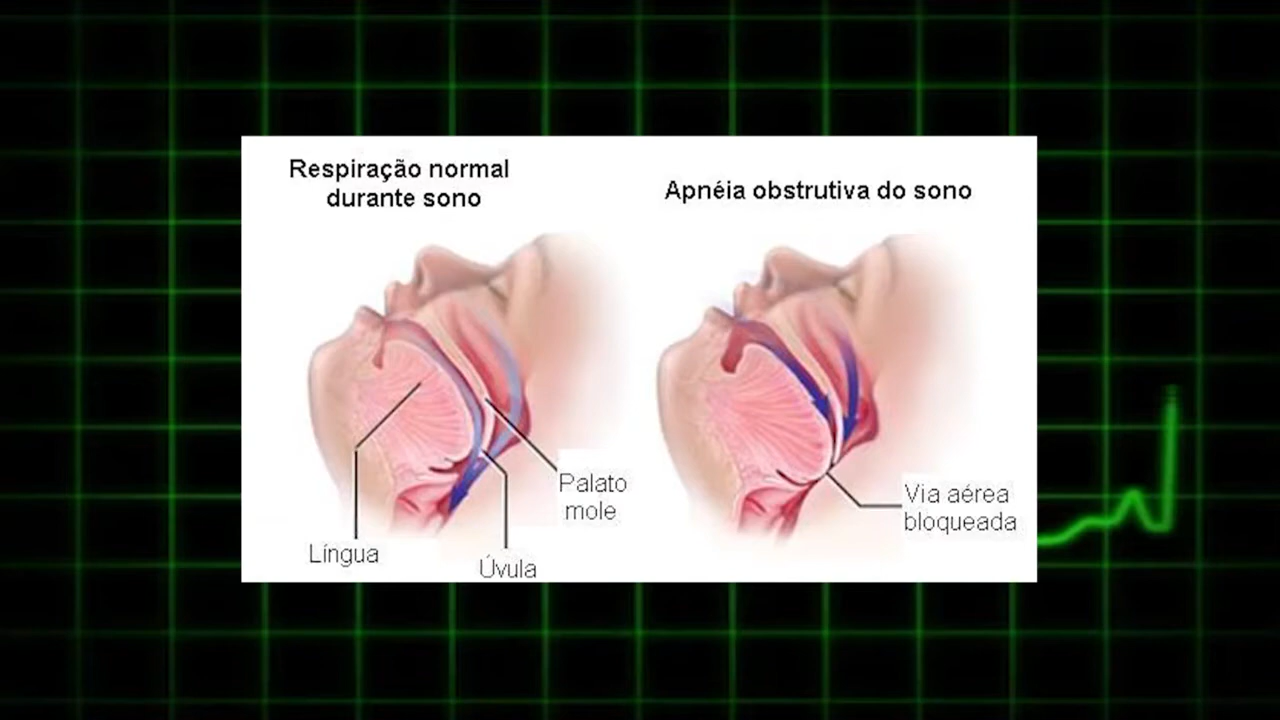 Respiração normal
durante sono
Apnéia obstrutiva do sono
Palato
mole
Língua
Úvula
Via aérea
bloqueada